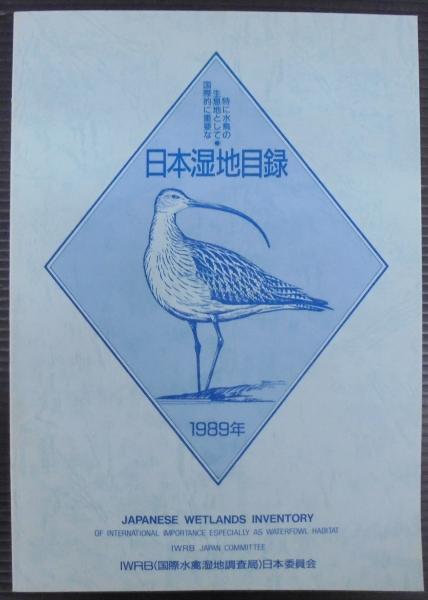 特に水鳥の
生息地として●
国際的に重要な
日本湿地目録
1989年
JAPANESE WETLANDS INVENTORY
OF INTERNATIONAL IMPORTANCE ESPECIALLY AS WATERFOWL HABITAT
IWRB JAPAN COMMITTEE
IWRB(国際水禽湿地調査局)日本委員会